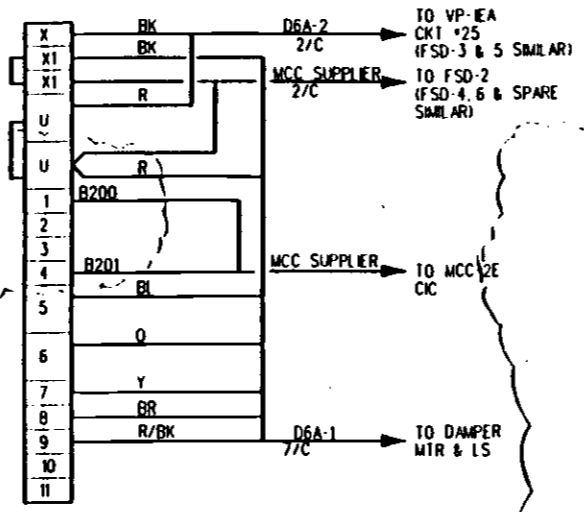 X
X1
X1
U
U
1
2
3
4
5
6
7
8
9
10
11
BK
BK
R
R
B200
B201
BL
O
Y
BR
R/BK
D6A-2
2/C
TO VP-1EA
CKT #25
(FSD-3 & 5 SIMILAR)
MCC SUPPLIER
2/C
TO FSD-2
(FSD-4, 6 & SPARE
SIMILAR)
MCC SUPPLIER
TO MCC 2E
CIC
D6A-1
7/C
TO DAMPER
MTR & LS